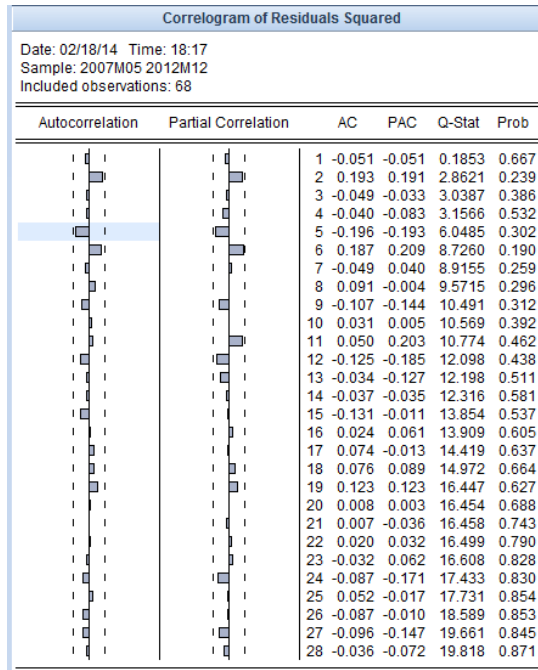 Correlogram of Residuals Squared
Date: 02/18/14 Time: 18:17
Sample: 2007M05 2012M12
Included observations: 68
Autocorrelation Partial Correlation AC PAC Q-Stat Prob
1 -0.051 -0.051 0.1853 0.667
2 0.193 0.191 2.8621 0.239
3 -0.049 -0.033 3.0387 0.386
4 -0.040 -0.083 3.1566 0.532
5 -0.196 -0.193 6.0485 0.302
6 0.187 0.209 8.7260 0.190
7 -0.049 0.040 8.9155 0.259
8 0.091 -0.004 9.5715 0.296
9 -0.107 -0.144 10.491 0.312
10 0.031 0.005 10.569 0.392
11 0.050 0.203 10.774 0.462
12 -0.125 -0.185 12.098 0.438
13 -0.034 -0.127 12.198 0.511
14 -0.037 -0.035 12.316 0.581
15 -0.131 -0.011 13.854 0.537
16 0.024 0.061 13.909 0.605
17 0.074 -0.013 14.419 0.637
18 0.076 0.089 14.972 0.664
19 0.123 0.123 16.447 0.627
20 0.008 0.003 16.454 0.688
21 0.007 -0.036 16.458 0.743
22 0.020 0.032 16.499 0.790
23 -0.032 0.062 16.608 0.828
24 -0.087 -0.171 17.433 0.830
25 0.052 -0.017 17.731 0.854
26 -0.087 -0.010 18.589 0.853
27 -0.096 -0.147 19.661 0.845
28 -0.036 -0.072 19.818 0.871